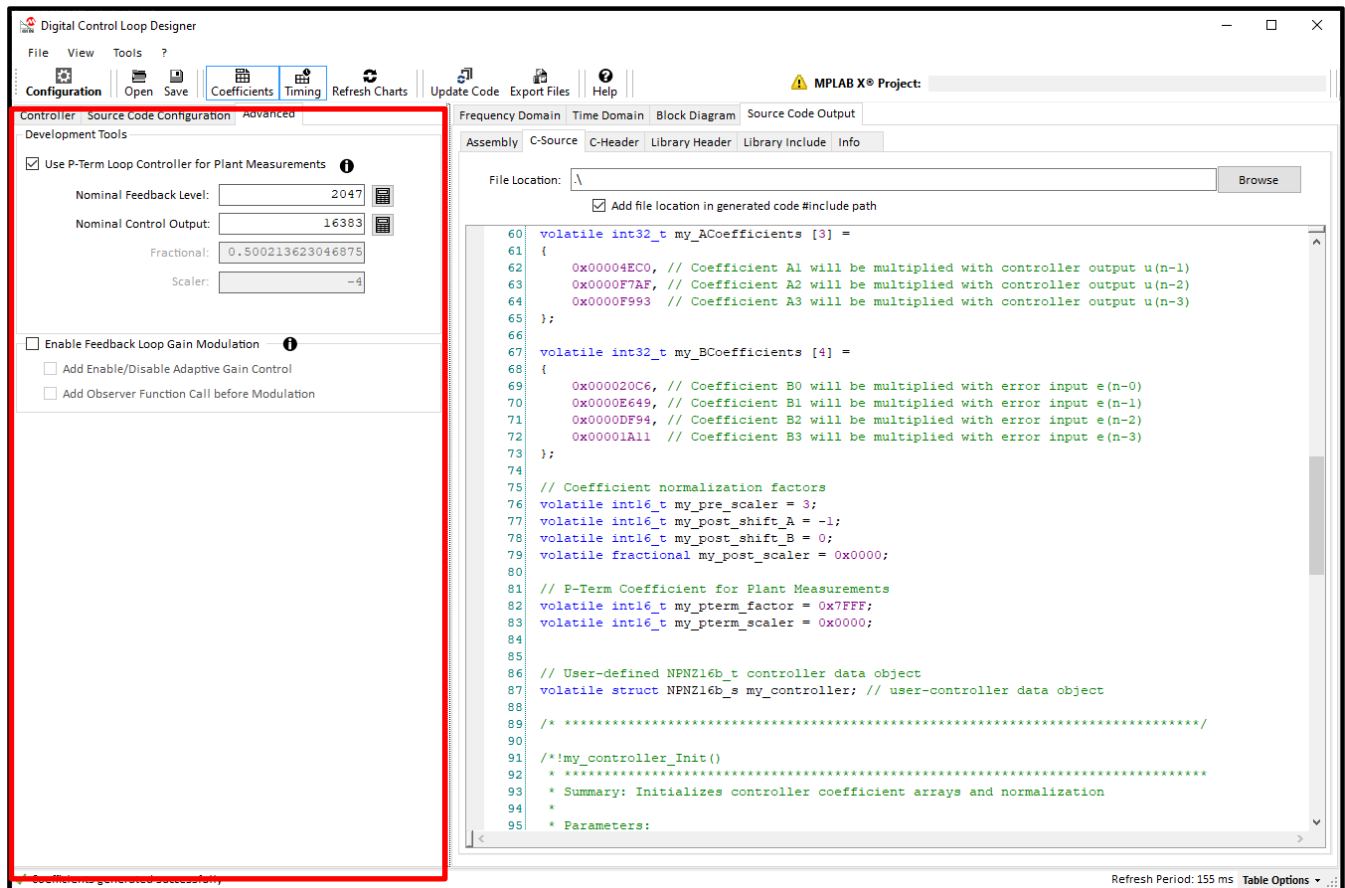 Digital Control Loop Designer
File View Tools ?
Configuration Open Save Coefficients Timing Refresh Charts Update Code Export Files Help MPLAB X® Project:
Controller Source Code Configuration Advanced
Development Tools
Use P-Term Loop Controller for Plant Measurements
Nominal Feedback Level: 2047
Nominal Control Output: 16383
Fractional: 0.500213623046875
Scaler: -4
Enable Feedback Loop Gain Modulation
Add Enable/Disable Adaptive Gain Control
Add Observer Function Call before Modulation
Frequency Domain Time Domain Block Diagram Source Code Output
Assembly C-Source C-Header Library Header Library Include Info
File Location: .\ Browse
Add file location in generated code #include path
60 volatile int32_t my_ACoefficients [3] =
61 {
62 0x00004EC0, // Coefficient A1 will be multiplied with controller output u(n-1)
63 0x0000F7AF, // Coefficient A2 will be multiplied with controller output u(n-2)
64 0x0000F993 // Coefficient A3 will be multiplied with controller output u(n-3)
65 };
66
67 volatile int32_t my_BCoefficients [4] =
68 {
69 0x000020C6, // Coefficient B0 will be multiplied with error input e(n-0)
70 0x0000E649, // Coefficient B1 will be multiplied with error input e(n-1)
71 0x0000DF94, // Coefficient B2 will be multiplied with error input e(n-2)
72 0x00001A11 // Coefficient B3 will be multiplied with error input e(n-3)
73 };
74
75 // Coefficient normalization factors
76 volatile int16_t my_pre_scaler = 3;
77 volatile int16_t my_post_shift_A = -1;
78 volatile int16_t my_post_shift_B = 0;
79 volatile fractional my_post_scaler = 0x0000;
80
81 // P-Term Coefficient for Plant Measurements
82 volatile int16_t my_pterm_factor = 0x7FFF;
83 volatile int16_t my_pterm_scaler = 0x0000;
84
85
86 // User-defined NPNZ16b_t controller data object
87 volatile struct NPNZ16b_s my_controller; // user-controller data object
88
89 /* *******************************************************************************/
90
91 /*!my_controller_Init()
92 * ********************************************************************************
93 * Summary: Initializes controller coefficient arrays and normalization
94 *
95 * Parameters:
Coefficients generated successfully
Refresh Period: 155 ms Table Options